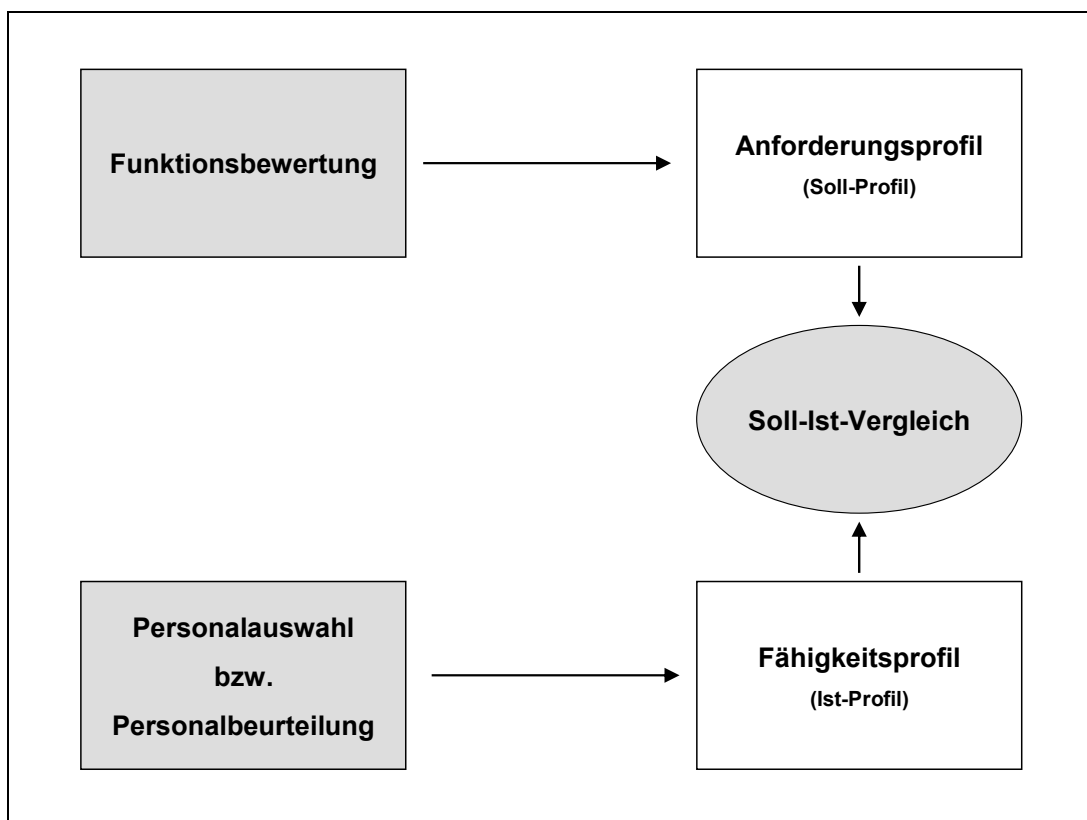 Funktionsbewertung
Anforderungsprofil
(Soll-Profil)
Soll-Ist-Vergleich
Personalauswahl
bzw.
Personalbeurteilung
Fähigkeitsprofil
(Ist-Profil)